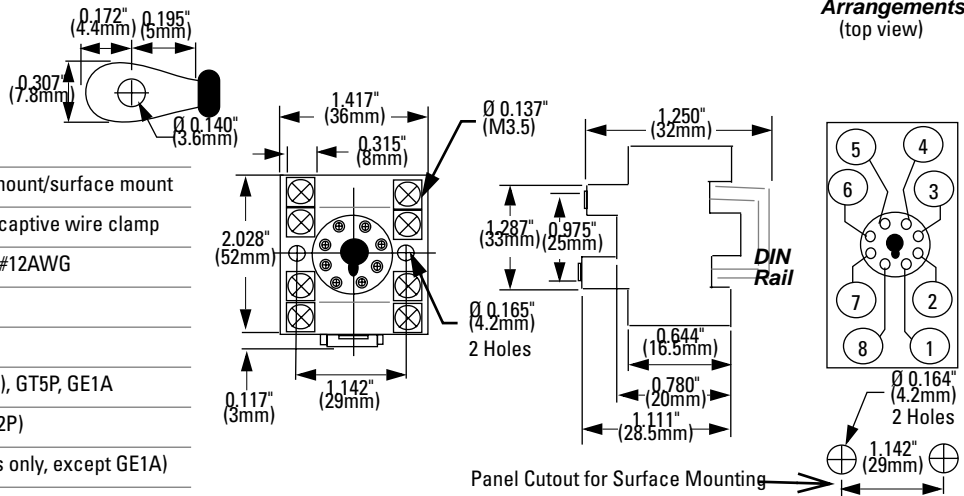 Arrangements
(top view)
0.172"
(4.4mm)
0.195"
(5mm)
0.307"
(7.8mm)
Ø 0.140"
(3.6mm)
mount/surface mount
captive wire clamp
#12AWG
), GT5P, GE1A
2P)
s only, except GE1A)
1.417"
(36mm)
0.315"
(8mm)
Ø 0.137"
(M3.5)
2.028"
(52mm)
Ø 0.165"
(4.2mm)
2 Holes
0.117"
(3mm)
1.142"
(29mm)
1.250"
(32mm)
1.287"
(33mm)
0.975"
(25mm)
DIN
Rail
0.644"
(16.5mm)
0.780"
(20mm)
1.111"
(28.5mm)
5
4
6
3
7
2
8
1
Ø 0.164"
(4.2mm)
2 Holes
1.142"
(29mm)
Panel Cutout for Surface Mounting